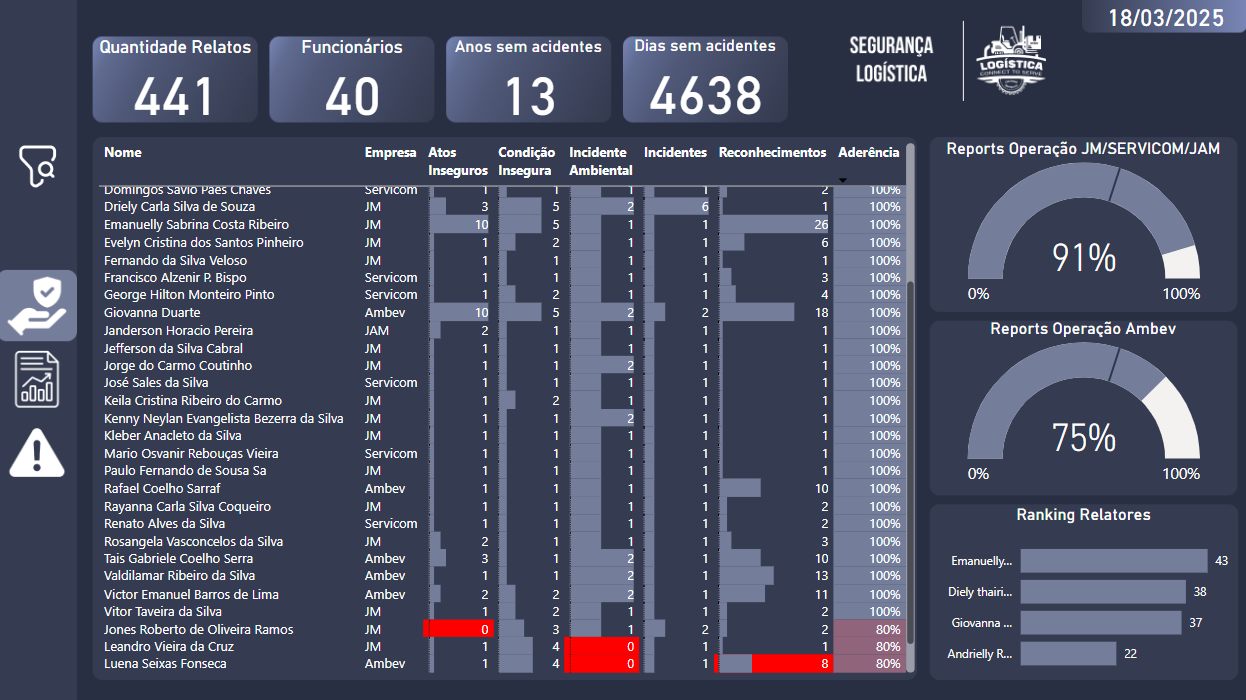 18/03/2025
Quantidade Relatos
441
Funcionários
40
Anos sem acidentes
13
Dias sem acidentes
4638
SEGURANÇA
LOGÍSTICA
LOGÍSTICA
CONNECT TO SERVE
Nome Empresa Atos Inseguros Condição Insegura Incidente Ambiental Incidentes Reconhecimentos Aderência
Domingos Savio Paes Chaves Servicom 1 1 1 1 2 100%
Driely Carla Silva de Souza JM 3 5 2 6 1 100%
Emanuelly Sabrina Costa Ribeiro JM 10 5 1 1 26 100%
Evelyn Cristina dos Santos Pinheiro JM 1 2 1 1 6 100%
Fernando da Silva Veloso JM 1 1 1 1 1 100%
Francisco Alzenir P. Bispo Servicom 1 1 1 1 3 100%
George Hilton Monteiro Pinto Servicom 1 2 1 1 4 100%
Giovanna Duarte Ambev 10 5 2 2 18 100%
Janderson Horacio Pereira JAM 2 1 1 1 1 100%
Jefferson da Silva Cabral JM 1 1 1 1 1 100%
Jorge do Carmo Coutinho JM 1 1 2 1 1 100%
José Sales da Silva Servicom 1 1 1 1 1 100%
Keila Cristina Ribeiro do Carmo JM 1 2 1 1 1 100%
Kenny Neylan Evangelista Bezerra da Silva JM 1 1 2 1 1 100%
Kleber Anacleto da Silva JM 1 1 1 1 1 100%
Mario Osvanir Rebouças Vieira Servicom 1 1 1 1 1 100%
Paulo Fernando de Sousa Sa JM 1 1 1 1 1 100%
Rafael Coelho Sarraf Ambev 1 1 1 1 10 100%
Rayanna Carla Silva Coqueiro JM 1 1 1 1 2 100%
Renato Alves da Silva Servicom 1 1 1 1 2 100%
Rosangela Vasconcelos da Silva JM 2 1 1 1 3 100%
Tais Gabriele Coelho Serra Ambev 3 1 2 1 10 100%
Valdilamar Ribeiro da Silva Ambev 1 1 2 1 13 100%
Victor Emanuel Barros de Lima Ambev 2 2 2 1 11 100%
Vitor Taveira da Silva JM 1 2 1 1 2 100%
Jones Roberto de Oliveira Ramos JM 0 3 1 2 2 80%
Leandro Vieira da Cruz JM 1 4 0 1 1 80%
Luena Seixas Fonseca Ambev 1 4 0 1 8 80%
Reports Operação JM/SERVICOM/JAM
91%
0% 100%
Reports Operação Ambev
75%
0% 100%
Ranking Relatores
Emanuelly... 43
Diely thairi... 38
Giovanna ... 37
Andrielly R... 22